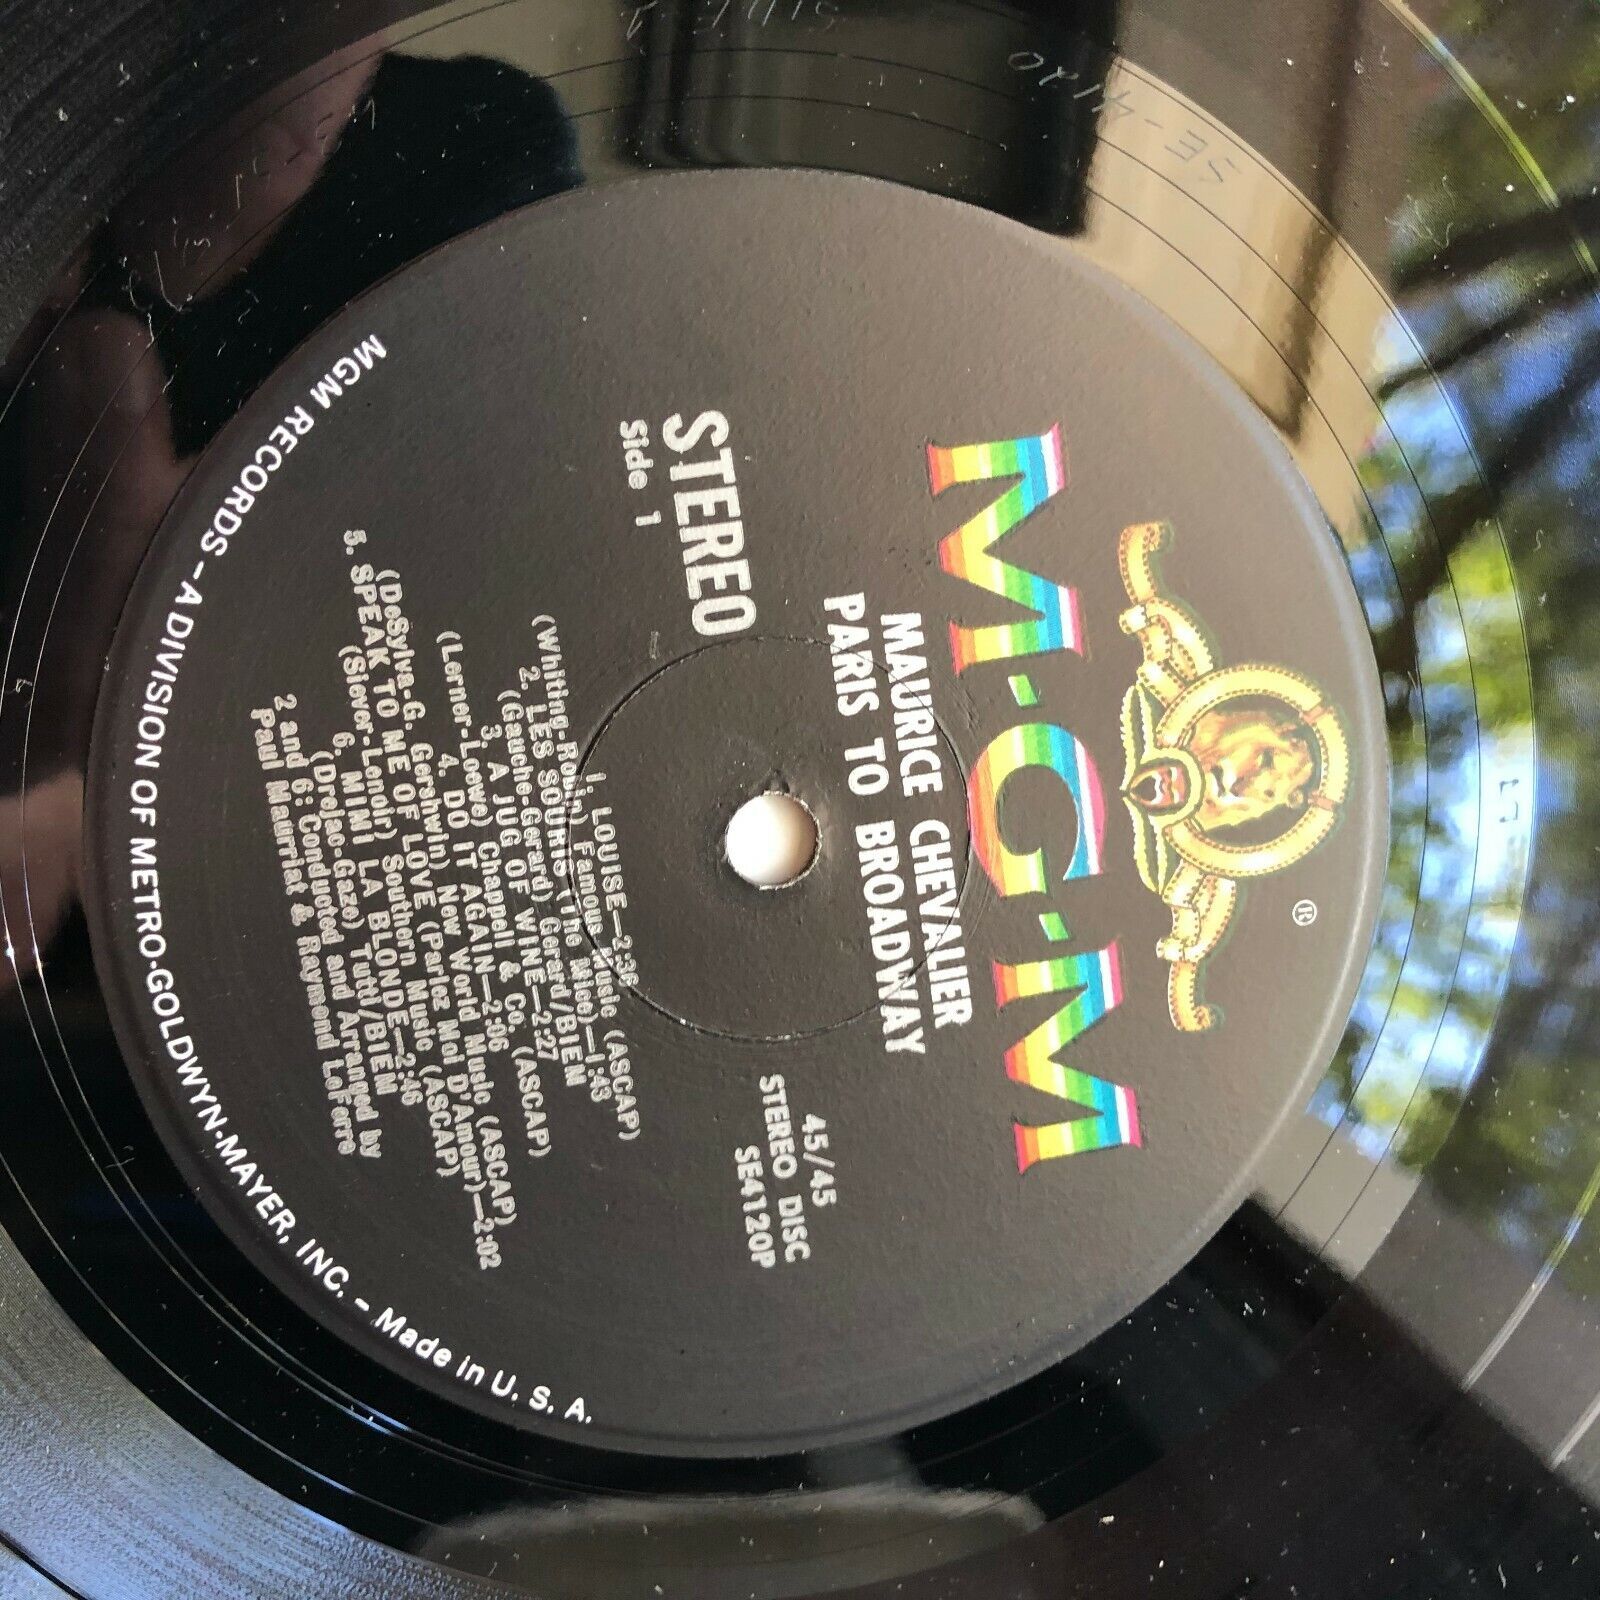 M-G-M
®
MAURICE CHEVALIER
PARIS TO BROADWAY
STEREO
Side 1
45/45
STEREO DISC
SE4120P
1. LOUISE—2:36
(Whiting-Robin) Famous Music (ASCAP)
2. LES SOURIS (The Mice)—1:43
(Gauche-Gerard) Gerard/BIEM
3. A JUG OF WINE—2:27
(Lerner-Loewe) Chappell & Co. (ASCAP)
4. DO IT AGAIN—2:06
(DeSylva-G. Gershwin) New World Music (ASCAP)
5. SPEAK TO ME OF LOVE (Parlez Moi D'Amour)—2:02
(Siever-Lenoir) Southern Music (ASCAP)
6. MIMI LA BLONDE—2:46
(Drejac-Gaze) Tutti/BIEM
2 and 6: Conducted and Arranged by
Paul Mauriat & Raymond LeFerre
MGM RECORDS – A DIVISION OF METRO-GOLDWYN-MAYER, INC. – Made in U. S. A.
SE-4120